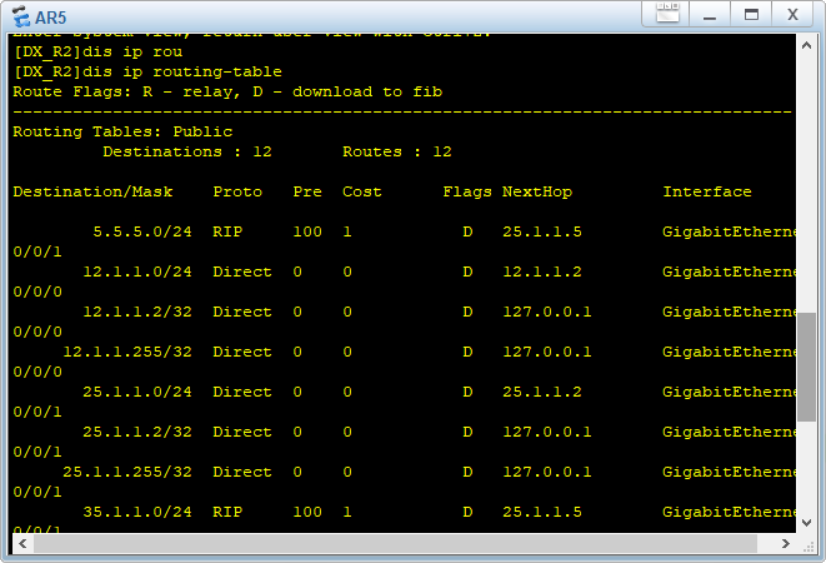 AR5
[DX_R2]dis ip rou
[DX_R2]dis ip routing-table
Route Flags: R - relay, D - download to fib
------------------------------------------------------------------------------
Routing Tables: Public
Destinations : 12 Routes : 12
Destination/Mask Proto Pre Cost Flags NextHop Interface
5.5.5.0/24 RIP 100 1 D 25.1.1.5 GigabitEtherne
0/0/1
12.1.1.0/24 Direct 0 0 D 12.1.1.2 GigabitEtherne
0/0/0
12.1.1.2/32 Direct 0 0 D 127.0.0.1 GigabitEtherne
0/0/0
12.1.1.255/32 Direct 0 0 D 127.0.0.1 GigabitEtherne
0/0/0
25.1.1.0/24 Direct 0 0 D 25.1.1.2 GigabitEtherne
0/0/1
25.1.1.2/32 Direct 0 0 D 127.0.0.1 GigabitEtherne
0/0/1
25.1.1.255/32 Direct 0 0 D 127.0.0.1 GigabitEtherne
0/0/1
35.1.1.0/24 RIP 100 1 D 25.1.1.5 GigabitEtherne
0/0/1